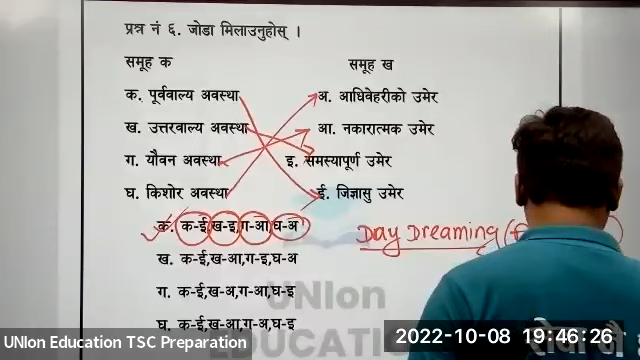 प्रश्न नं ६. जोडा मिलाउनुहोस् ।
समूह क
समूह ख
क. पूर्ववाल्य अवस्था
अ. आधिवेहरीको उमेर
ख. उत्तरवाल्य अवस्था
आ. नकारात्मक उमेर
ग. यौवन अवस्था
इ. समस्यापूर्ण उमेर
घ. किशोर अवस्था
ई. जिज्ञासु उमेर
क. क-ई,ख-इ,ग-आ,घ-अ
Day Dreaming (
ख. क-ई,ख-आ,ग-इ,घ-अ
ग. क-ई,ख-अ,ग-आ,घ-इ
घ. क-ई,ख-आ,ग-अ,घ-इ
UNIon
EDUCATION
UNIon Education TSC Preparation
2022-10-08 19:46:26